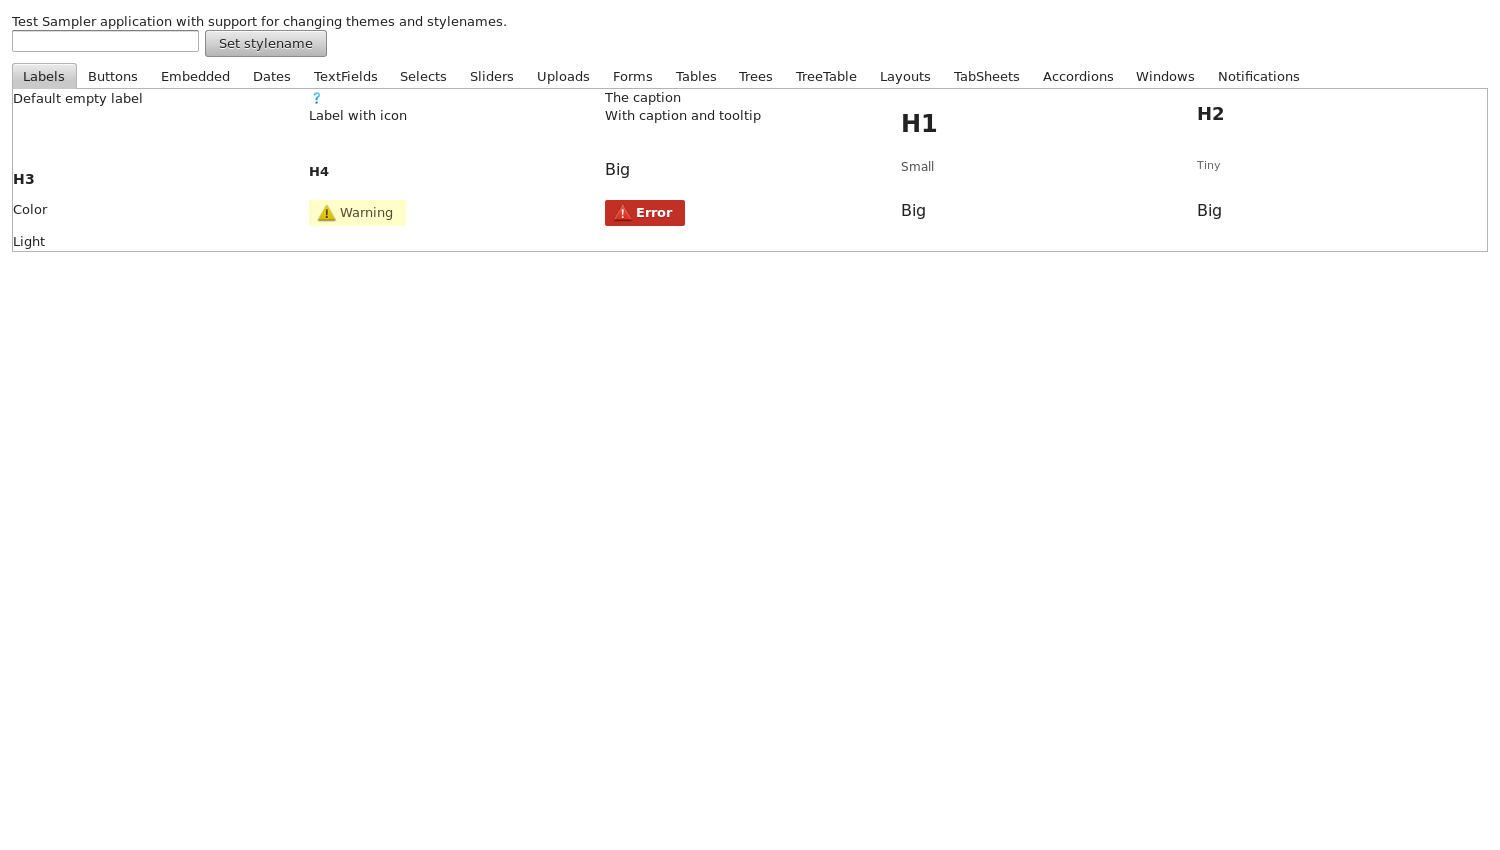 Test Sampler application with support for changing themes and stylenames.
Set stylename
Labels Buttons Embedded Dates TextFields Selects Sliders Uploads Forms Tables Trees TreeTable Layouts TabSheets Accordions Windows Notifications
Default empty label
Label with icon
The caption
With caption and tooltip
H1
H2
H3
H4
Big
Small
Tiny
Color
Warning
Error
Big
Big
Light